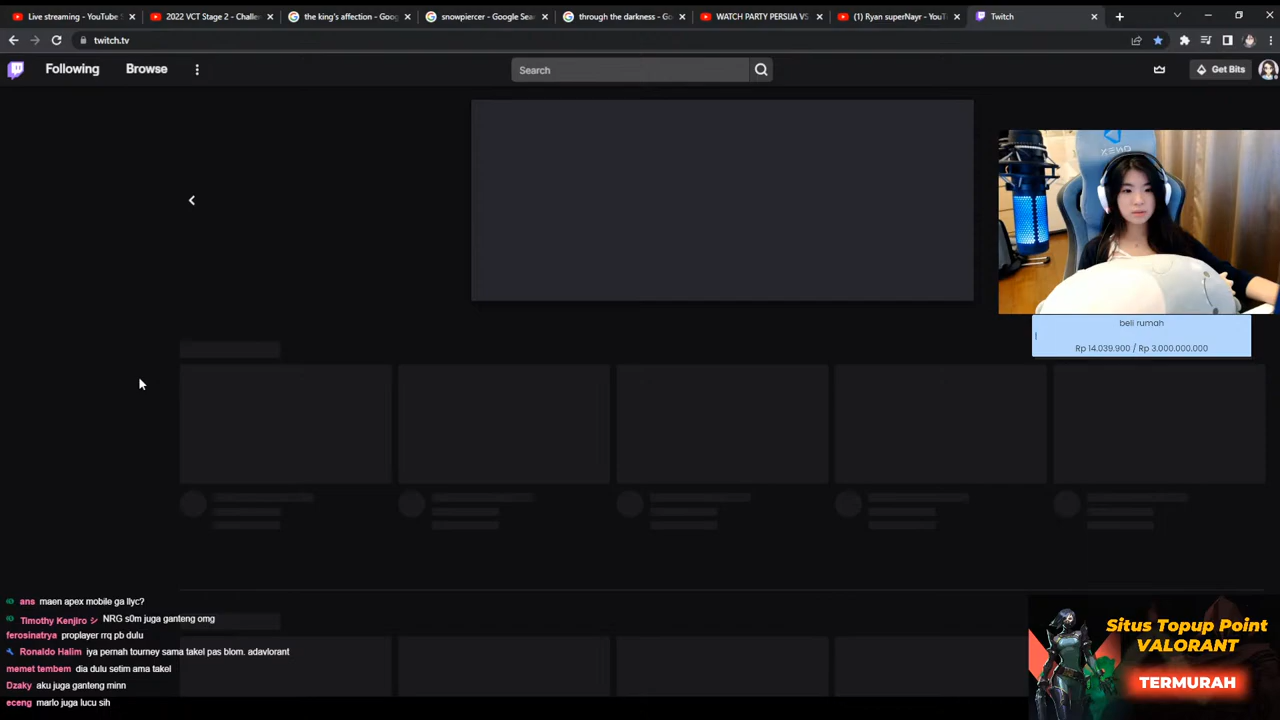 Live streaming - YouTube S
2022 VCT Stage 2 - Challe
the king's affection - Goo
snowpiercer - Google Sea
through the darkness - Go
WATCH PARTY PERSIJA VS
(1) Ryan superNayr - YouT
Twitch
twitch.tv
Following
Browse
Search
Get Bits
beli rumah
Rp 14.039.900 / Rp 3.000.000.000
ans maen apex mobile ga llyc?
Timothy Kenjiro シ NRG s0m juga ganteng omg
ferosinatrya proplayer rrq pb dulu
Ronaldo Halim iya pernah tourney sama takel pas blom. adavlorant
memet tembem dia dulu setim ama takel
Dzaky aku juga ganteng minn
eceng marlo juga lucu sih
Situs Topup Point
VALORANT
TERMURAH